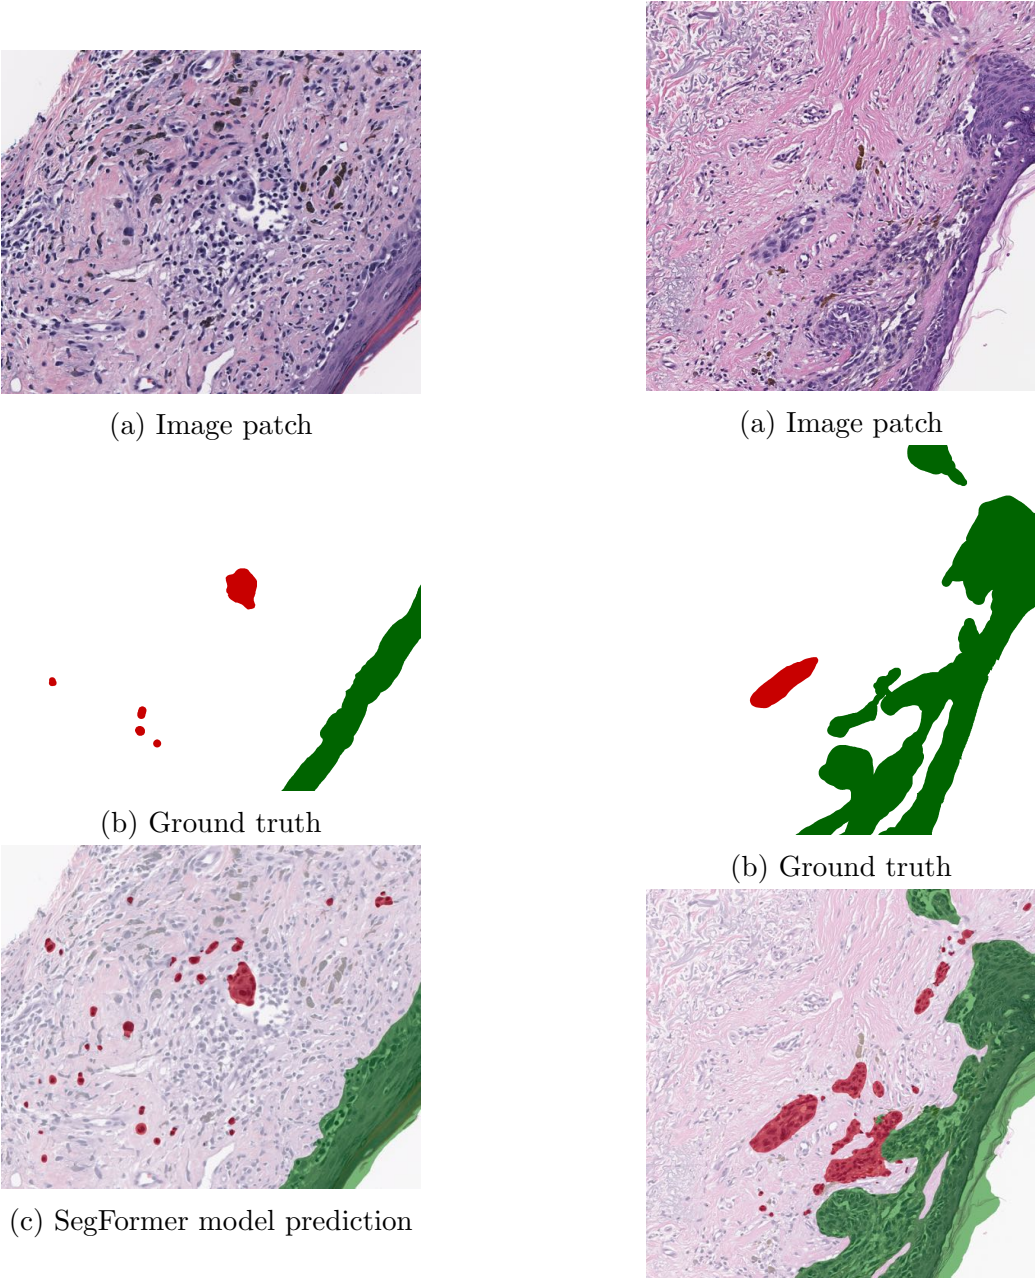 (a) Image patch
(b) Ground truth
(c) SegFormer model prediction
(a) Image patch
(b) Ground truth